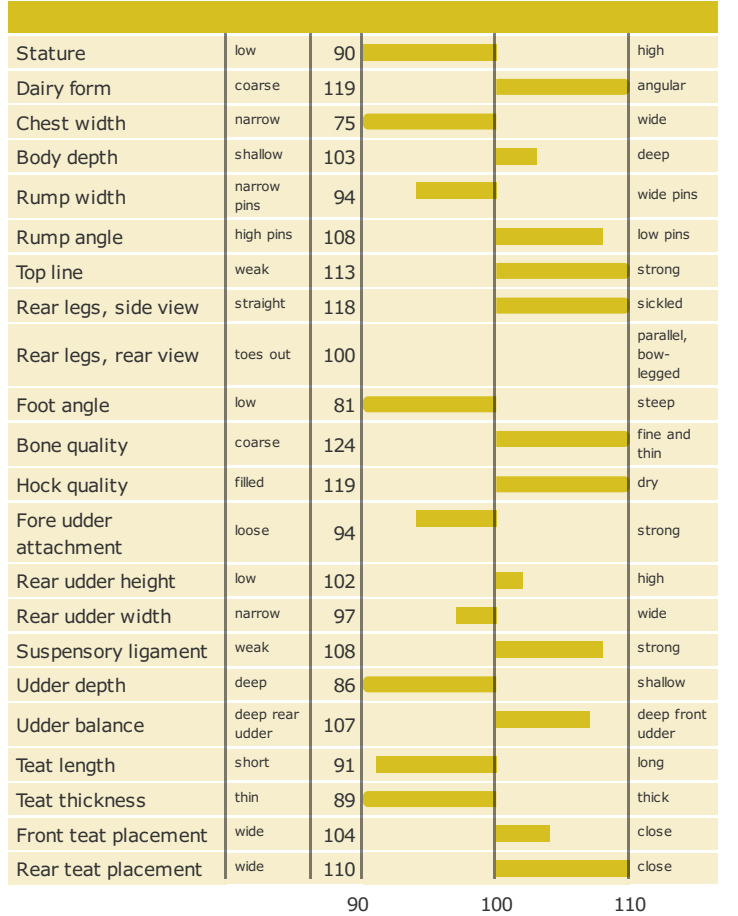 Stature low 90 high
Dairy form coarse 119 angular
Chest width narrow 75 wide
Body depth shallow 103 deep
Rump width narrow pins 94 wide pins
Rump angle high pins 108 low pins
Top line weak 113 strong
Rear legs, side view straight 118 sickled
Rear legs, rear view toes out 100 parallel, bow-legged
Foot angle low 81 steep
Bone quality coarse 124 fine and thin
Hock quality filled 119 dry
Fore udder attachment loose 94 strong
Rear udder height low 102 high
Rear udder width narrow 97 wide
Suspensory ligament weak 108 strong
Udder depth deep 86 shallow
Udder balance deep rear udder 107 deep front udder
Teat length short 91 long
Teat thickness thin 89 thick
Front teat placement wide 104 close
Rear teat placement wide 110 close
90 100 110